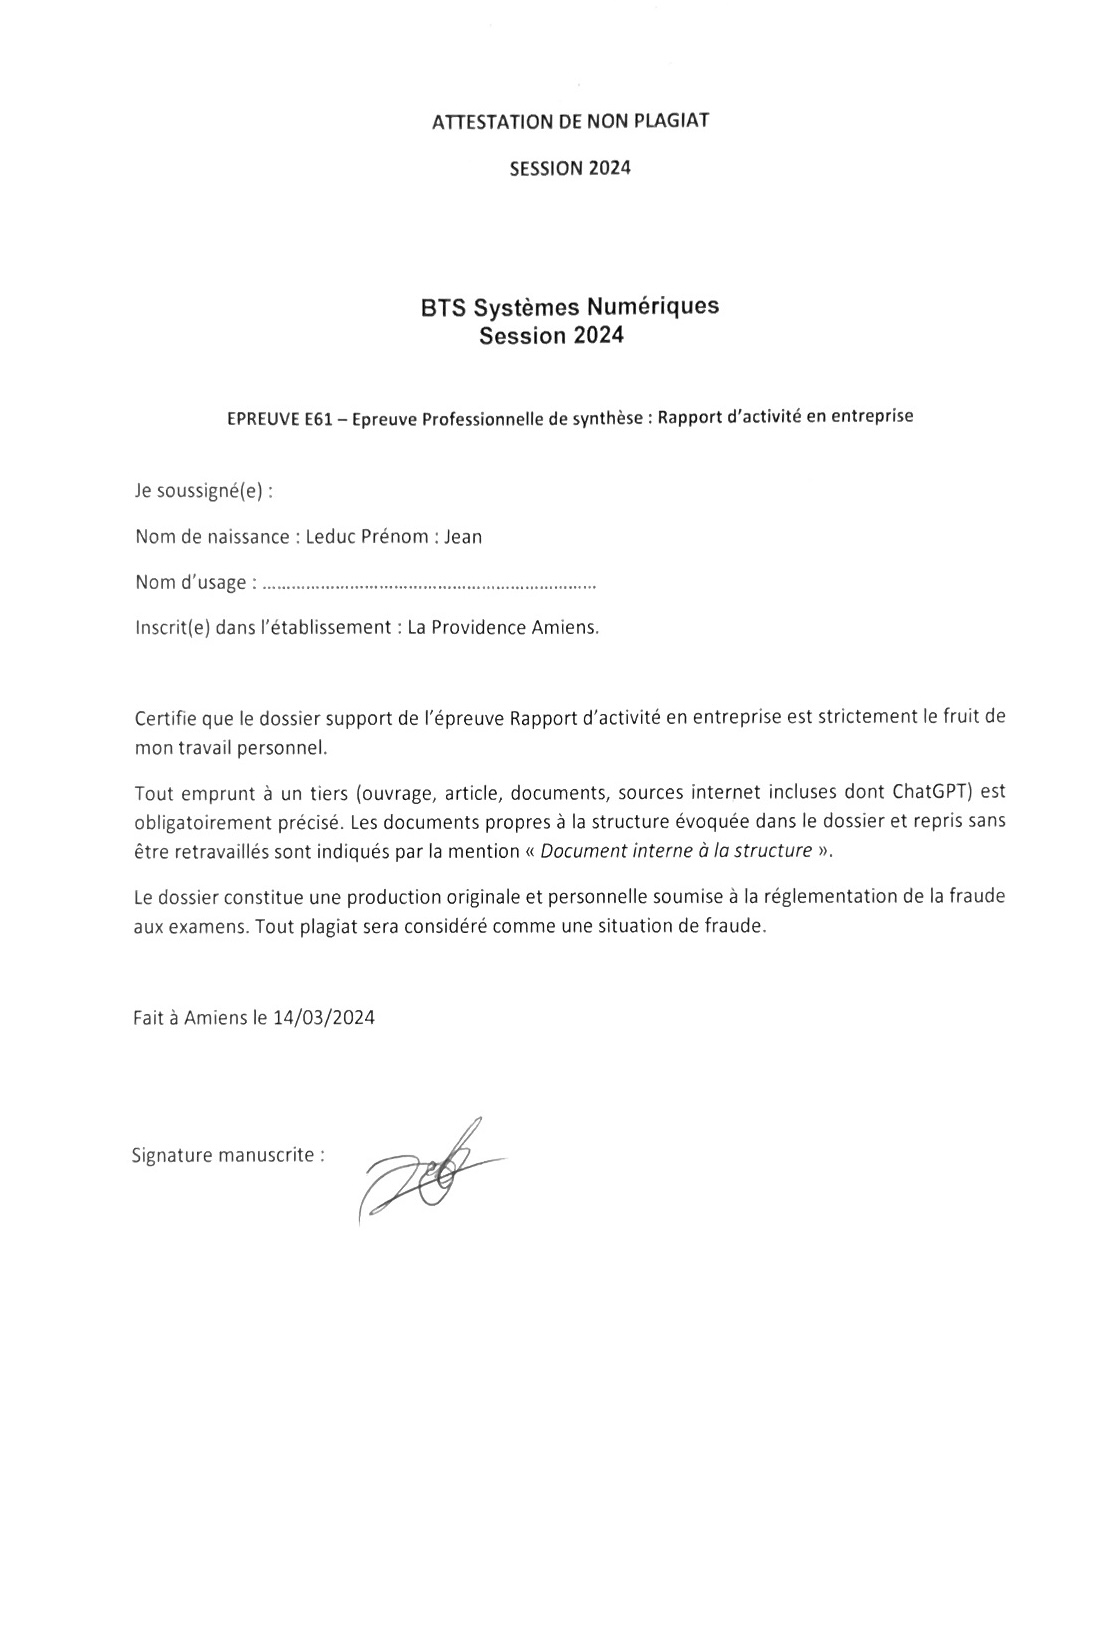 ATTESTATION DE NON PLAGIAT
SESSION 2024
BTS Systèmes Numériques
Session 2024
EPREUVE E61 – Epreuve Professionnelle de synthèse : Rapport d’activité en entreprise
Je soussigné(e) :
Nom de naissance : Leduc Prénom : Jean
Nom d’usage : .....................................................................
Inscrit(e) dans l’établissement : La Providence Amiens.
Certifie que le dossier support de l’épreuve Rapport d’activité en entreprise est strictement le fruit de
mon travail personnel.
Tout emprunt à un tiers (ouvrage, article, documents, sources internet incluses dont ChatGPT) est
obligatoirement précisé. Les documents propres à la structure évoquée dans le dossier et repris sans
être retravaillés sont indiqués par la mention « Document interne à la structure ».
Le dossier constitue une production originale et personnelle soumise à la réglementation de la fraude
aux examens. Tout plagiat sera considéré comme une situation de fraude.
Fait à Amiens le 14/03/2024
Signature manuscrite :